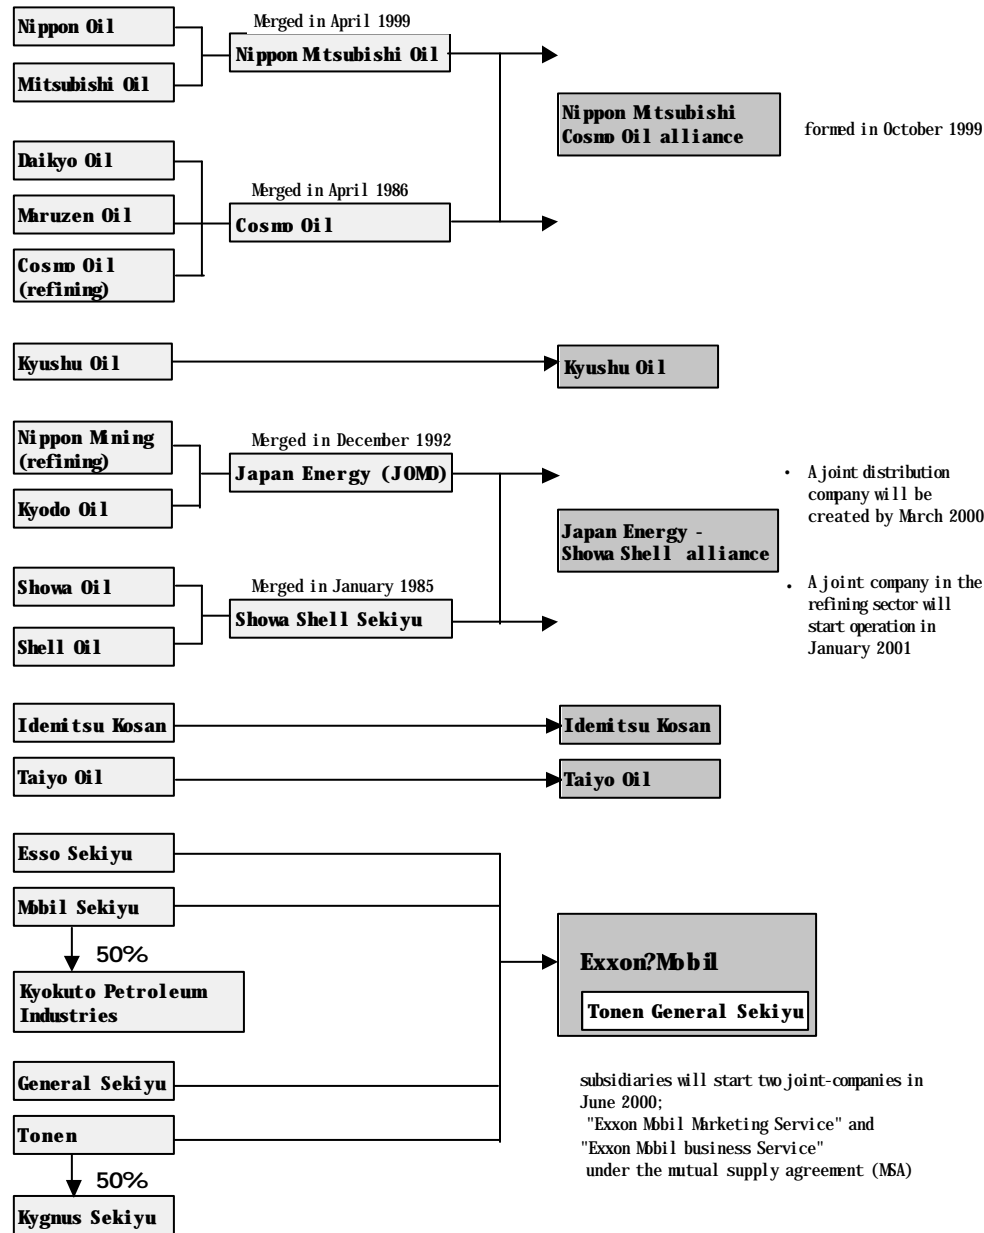 Nippon Oil
Merged in April 1999
Nippon Mitsubishi Oil
Mitsubishi Oil
Nippon Mitsubishi
Cosmo Oil alliance
formed in October 1999
Daikyo Oil
Merged in April 1986
Maruzen Oil
Cosmo Oil
Cosmo Oil
(refining)
Kyushu Oil
Kyushu Oil
Nippon Mining
(refining)
Merged in December 1992
Japan Energy (JOMO)
Kyodo Oil
Japan Energy -
Showa Shell alliance
• A joint distribution
company will be
created by March 2000
Showa Oil
Merged in January 1985
Showa Shell Sekiyu
Shell Oil
• A joint company in the
refining sector will
start operation in
January 2001
Idemitsu Kosan
Idemitsu Kosan
Taiyo Oil
Taiyo Oil
Esso Sekiyu
Mobil Sekiyu
50%
Kyokuto Petroleum
Industries
Exxon?Mobil
Tonen General Sekiyu
General Sekiyu
Tonen
50%
Kygnus Sekiyu
subsidiaries will start two joint-companies in
June 2000;
"Exxon Mobil Marketing Service" and
"Exxon Mobil business Service"
under the mutual supply agreement (MSA)